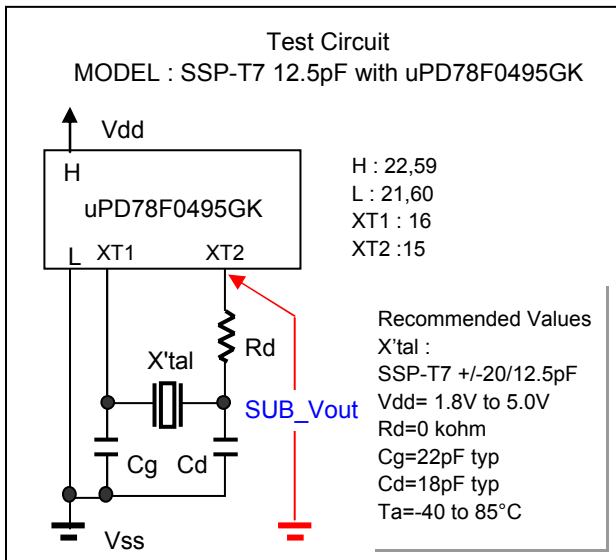 Test Circuit
MODEL : SSP-T7 12.5pF with uPD78F0495GK
Vdd
H
uPD78F0495GK
L XT1 XT2
H : 22,59
L : 21,60
XT1 : 16
XT2 :15
Rd
X'tal
SUB_Vout
Cg Cd
Vss
Recommended Values
X'tal :
SSP-T7 +/-20/12.5pF
Vdd= 1.8V to 5.0V
Rd=0 kohm
Cg=22pF typ
Cd=18pF typ
Ta=-40 to 85°C